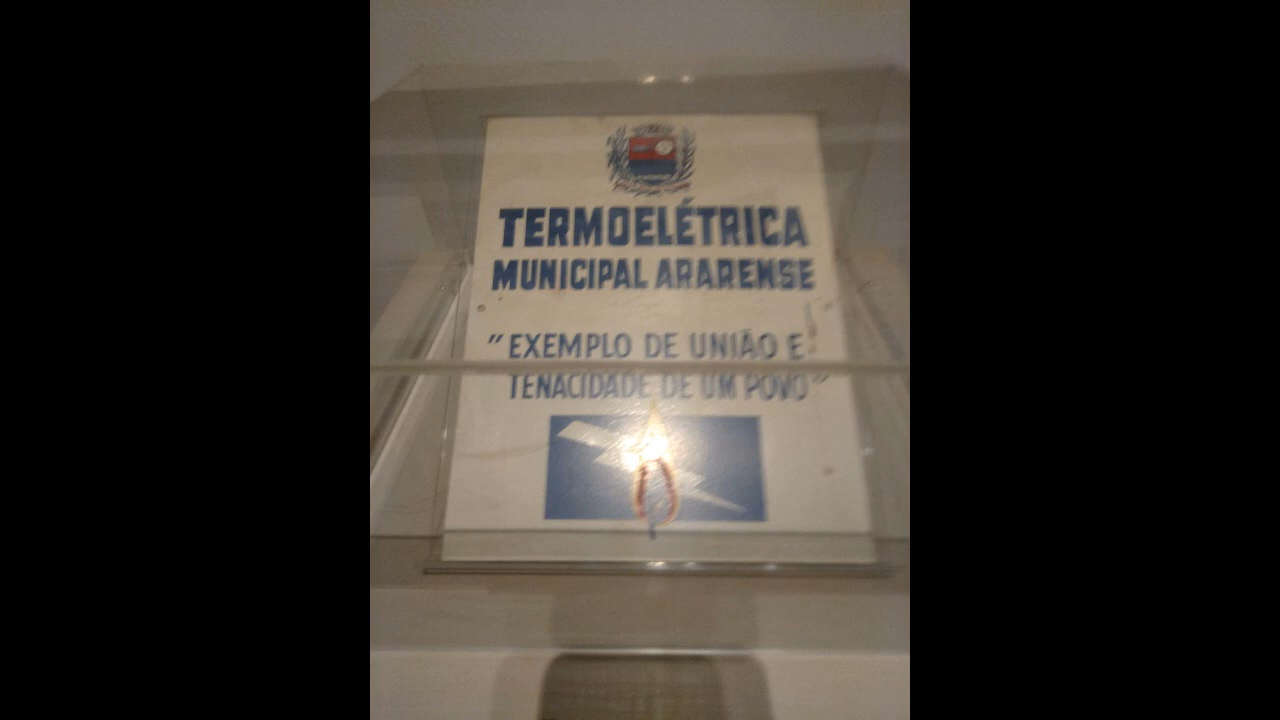 TERMOELÉTRICA
MUNICIPAL ARARENSE
"EXEMPLO DE UNIÃO E
TENACIDADE DE UM POVO"